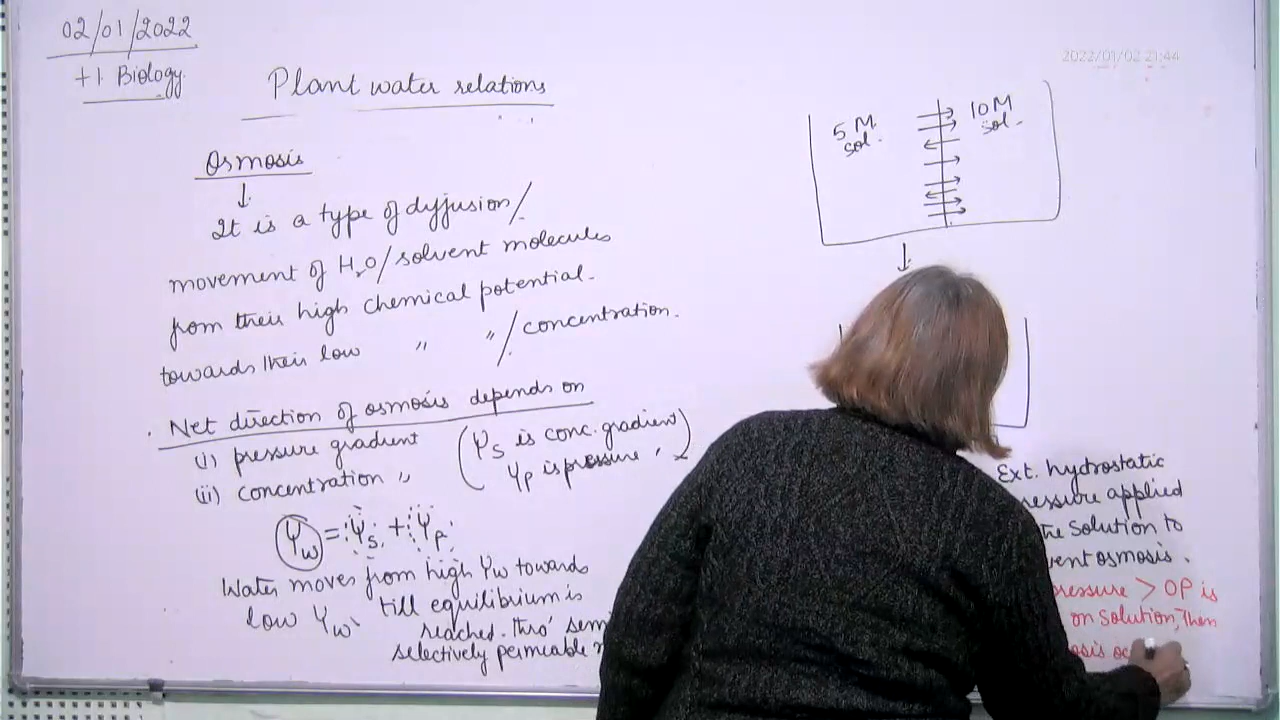 02/01/2022
+1 Biology
Plant water relations
2022/01/02 21:44
Osmosis
It is a type of dyfusion/
movement of H2O/solvent molecules
from their high chemical potential.
towards their low " "/concentration.
. Net direction of osmosis depends on
(i) pressure gradient
(ii) concentration "
(Ψs is conc. gradient
Ψp is pressure ")
Ψw = Ψs + Ψp
Water moves from high Ψw towards
low Ψw, till equilibrium is
reached. thro' semi
selectively permeable
5 M
sol.
10 M
sol.
Ext. hydrostatic
ressure applied
the solution to
vent osmosis.
pressure > OP is
on solution, Then
osis oc